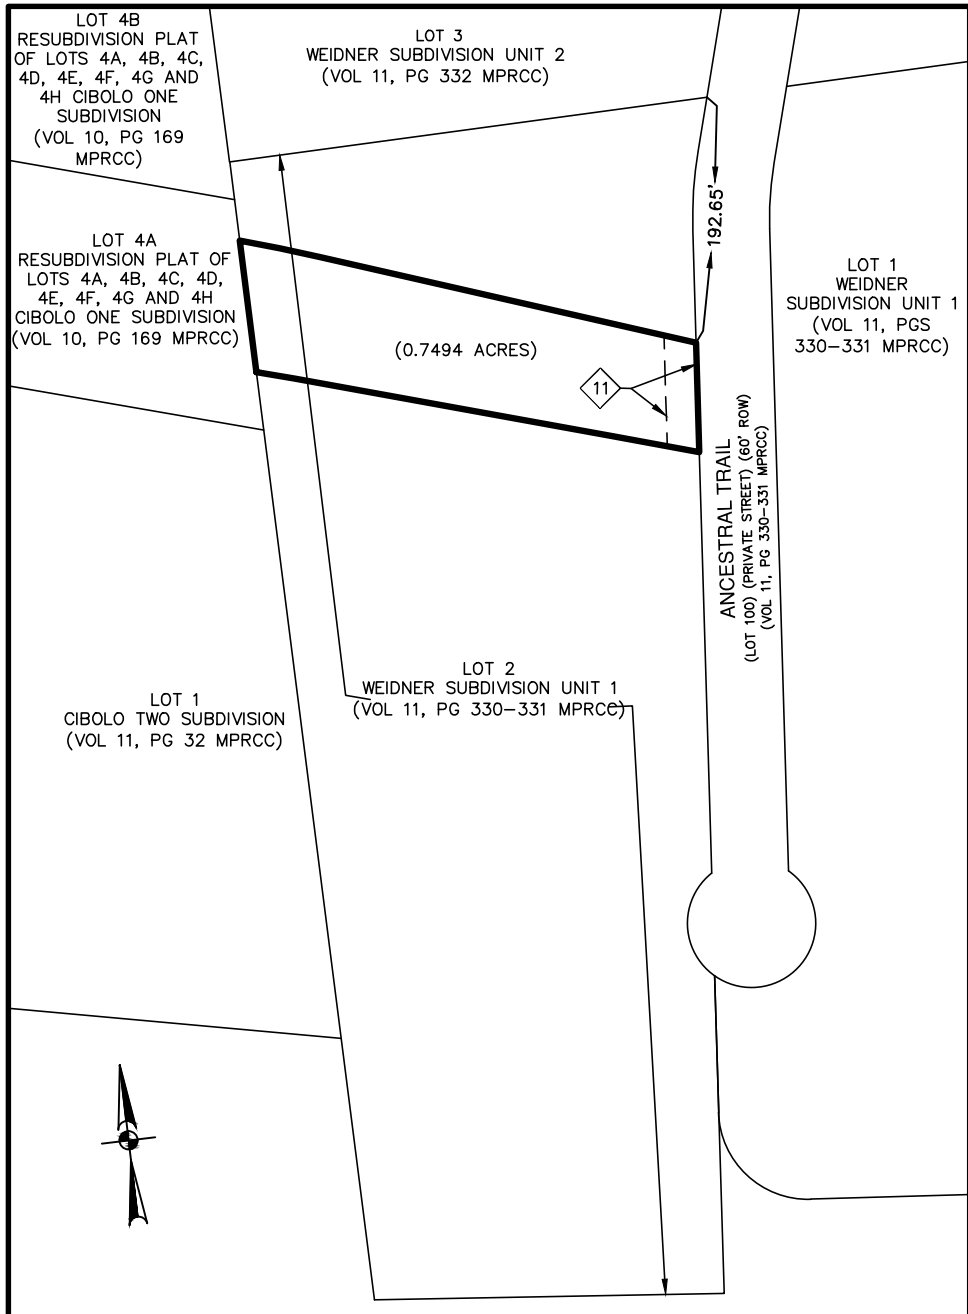 LOT 4B
RESUBDIVISION PLAT
OF LOTS 4A, 4B, 4C,
4D, 4E, 4F, 4G AND
4H CIBOLO ONE
SUBDIVISION
(VOL 10, PG 169
MPRCC)
LOT 3
WEIDNER SUBDIVISION UNIT 2
(VOL 11, PG 332 MPRCC)
192.65'
LOT 4A
RESUBDIVISION PLAT OF
LOTS 4A, 4B, 4C, 4D,
4E, 4F, 4G AND 4H
CIBOLO ONE SUBDIVISION
(VOL 10, PG 169 MPRCC)
LOT 1
WEIDNER
SUBDIVISION UNIT 1
(VOL 11, PGS
330-331 MPRCC)
(0.7494 ACRES)
11
ANCESTRAL TRAIL
(LOT 100) (PRIVATE STREET) (60' ROW)
(VOL 11, PG 330-331 MPRCC)
LOT 2
WEIDNER SUBDIVISION UNIT 1
(VOL 11, PG 330-331 MPRCC)
LOT 1
CIBOLO TWO SUBDIVISION
(VOL 11, PG 32 MPRCC)